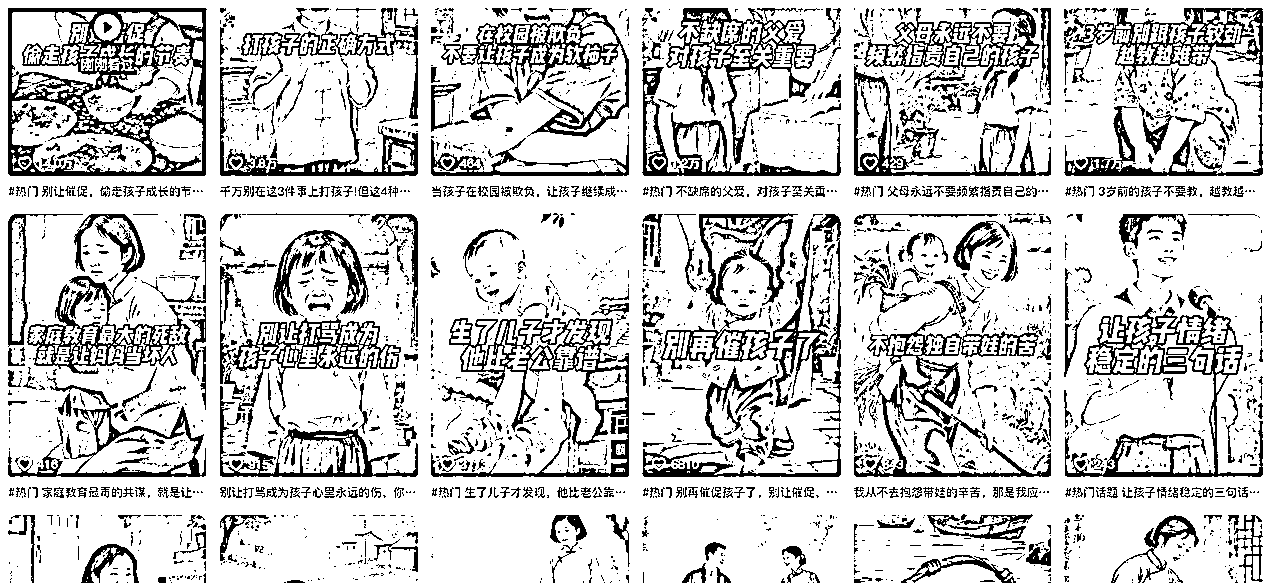 偷走孩子成长的节奏
打孩子的正确方式
在校园被欺负
不要让孩子成为软柿子
不缺席的父爱
对孩子至关重要
父母永远不要
频繁指责自己的孩子
越教越难带
#热门 别让催促，偷走孩子成长的节…
千万别在这3件事上打孩子!但这4种…
当孩子在校园被欺负，让孩子继续成…
#热门 不缺席的父爱，对孩子至关重…
#热门 父母永远不要频繁指责自己的…
#热门 3岁前的孩子不要教，越教越…
家庭教育最大的死敌
就是让妈妈当坏人
别让打骂成为
孩子心里永远的伤
生了儿子才发现
他比老公靠谱
别再催孩子了
不抱怨独自带娃的苦
让孩子情绪
稳定的三句话
#热门 家庭教育最毒的共谋，就是让…
别让打骂成为孩子心里永远的伤、你…
#热门 生了儿子才发现，他比老公靠…
#热门 别再催促孩子了，别让催促、…
我从不去抱怨带娃的辛苦，那是我应…
#热门话题 让孩子情绪稳定的三句话…